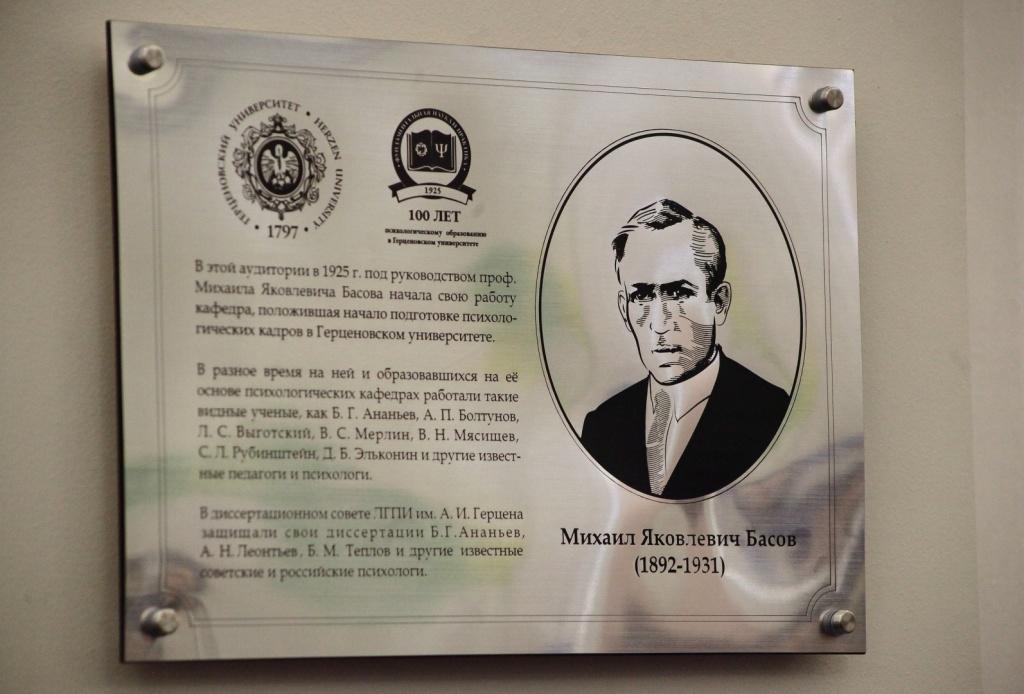 ГЕРЦЕНОВСКИЙ УНИВЕРСИТЕТ • HERZEN UNIVERSITY
• 1797 •
1925
100 ЛЕТ
психологическому образованию
в Герценовском университете
В этой аудитории в 1925 г. под руководством проф.
Михаила Яковлевича Басова начала свою работу
кафедра, положившая начало подготовке психоло-
гических кадров в Герценовском университете.
В разное время на ней и образовавшихся на её
основе психологических кафедрах работали такие
видные ученые, как Б. Г. Ананьев, А. П. Болтунов,
Л. С. Выготский, В. С. Мерлин, В. Н. Мясищев,
С. Л. Рубинштейн, Д. Б. Эльконин и другие извест-
ные педагоги и психологи.
В диссертационном совете ЛГПИ им. А. И. Герцена
защищали свои диссертации Б.Г.Ананьев,
А. Н. Леонтьев, Б. М. Теплов и другие известные
советские и российские психологи.
Михаил Яковлевич Басов
(1892-1931)